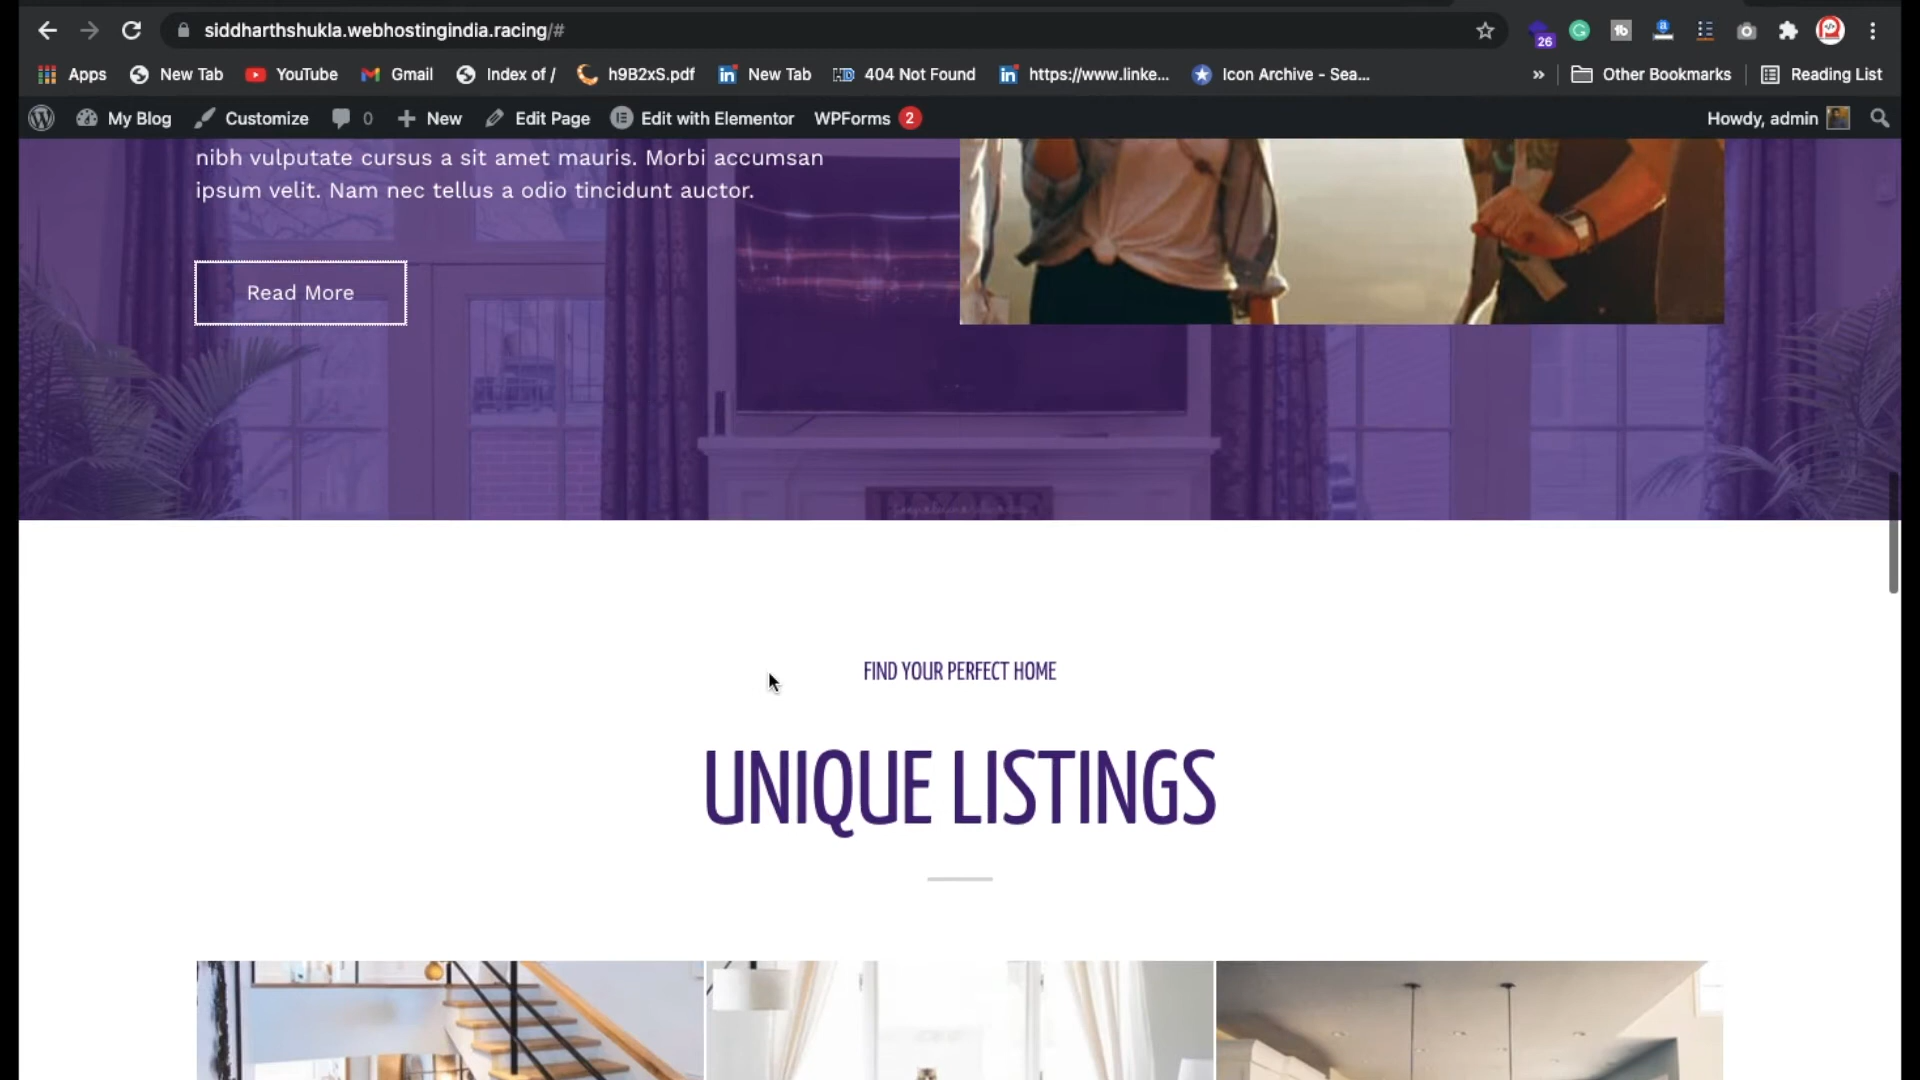 siddharthshukla.webhostingindia.racing/#
26
Apps New Tab YouTube Gmail Index of / h9B2xS.pdf New Tab 404 Not Found https://www.linke... Icon Archive - Sea... » Other Bookmarks Reading List
My Blog Customize 0 New Edit Page Edit with Elementor WPForms 2 Howdy, admin
nibh vulputate cursus a sit amet mauris. Morbi accumsan
ipsum velit. Nam nec tellus a odio tincidunt auctor.
Read More
FIND YOUR PERFECT HOME
UNIQUE LISTINGS